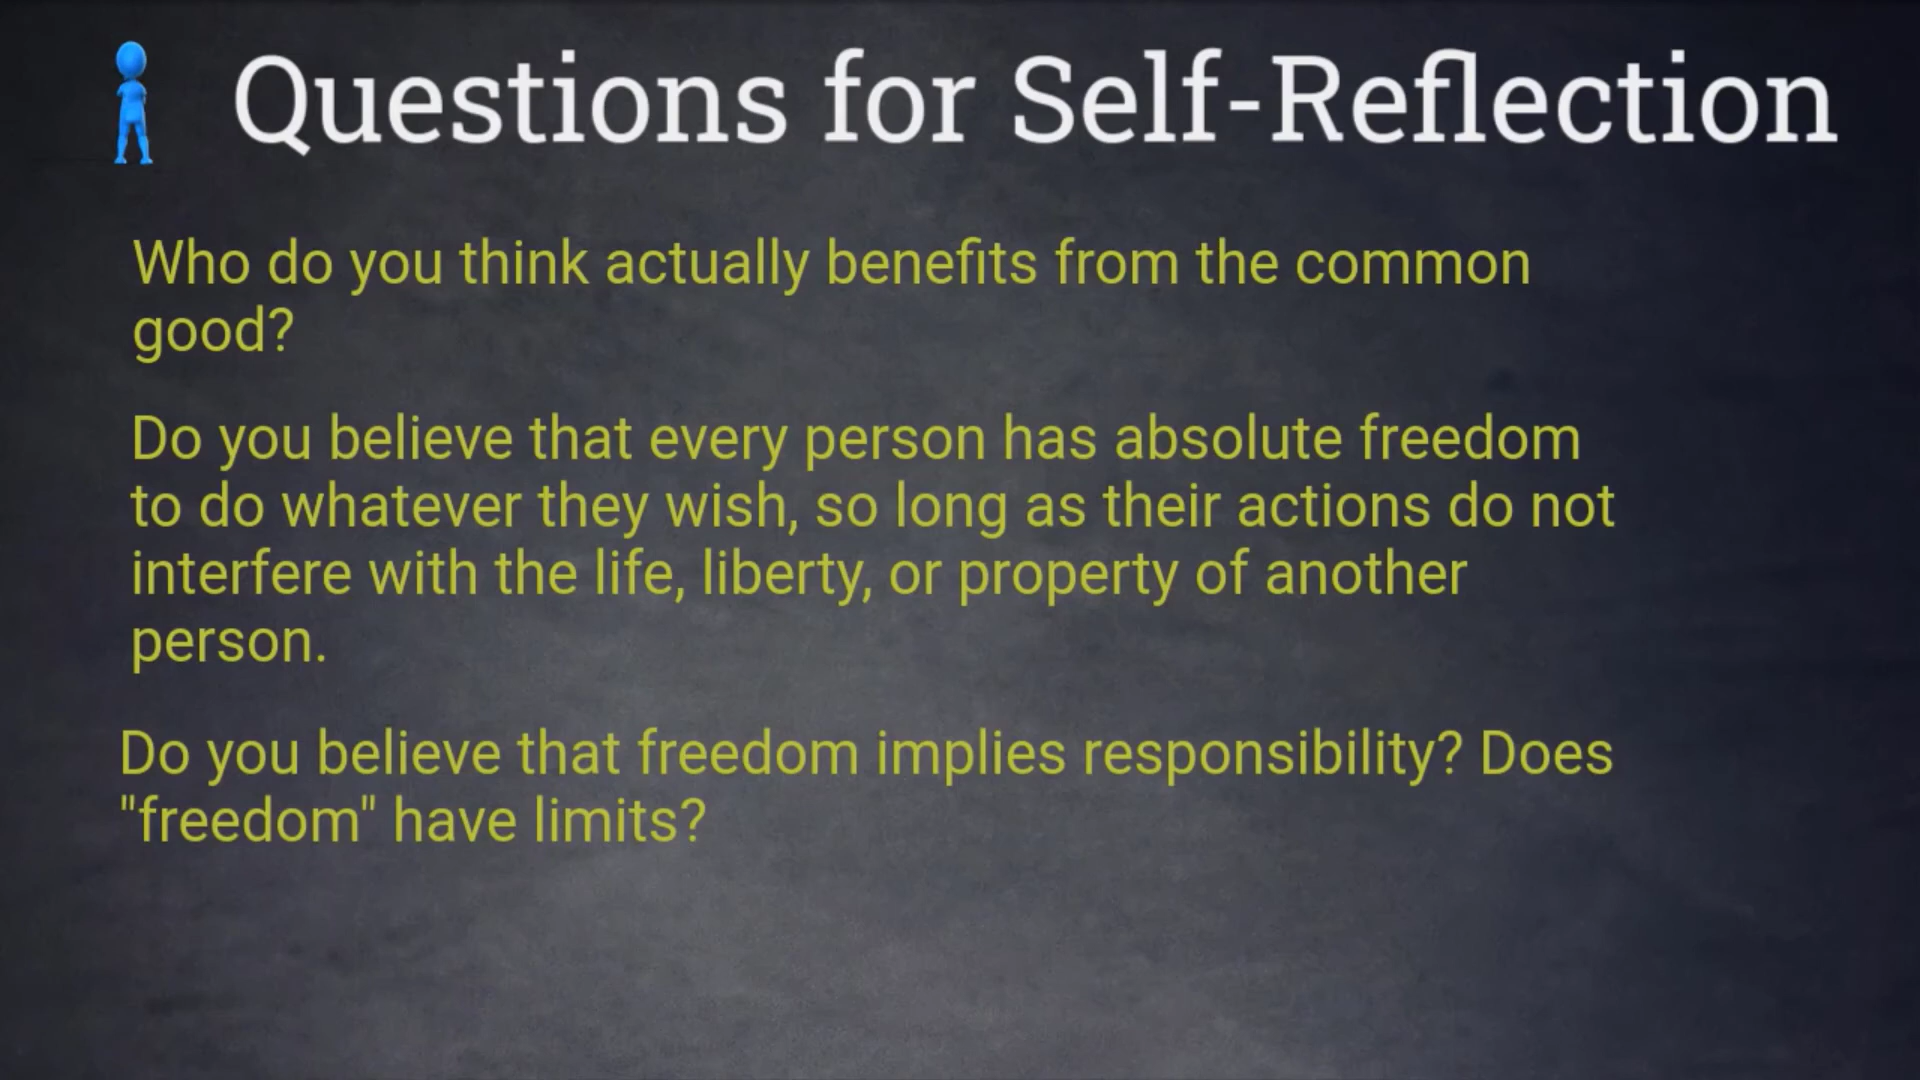 Questions for Self-Reflection
Who do you think actually benefits from the common
good?
Do you believe that every person has absolute freedom
to do whatever they wish, so long as their actions do not
interfere with the life, liberty, or property of another
person.
Do you believe that freedom implies responsibility? Does
"freedom" have limits?